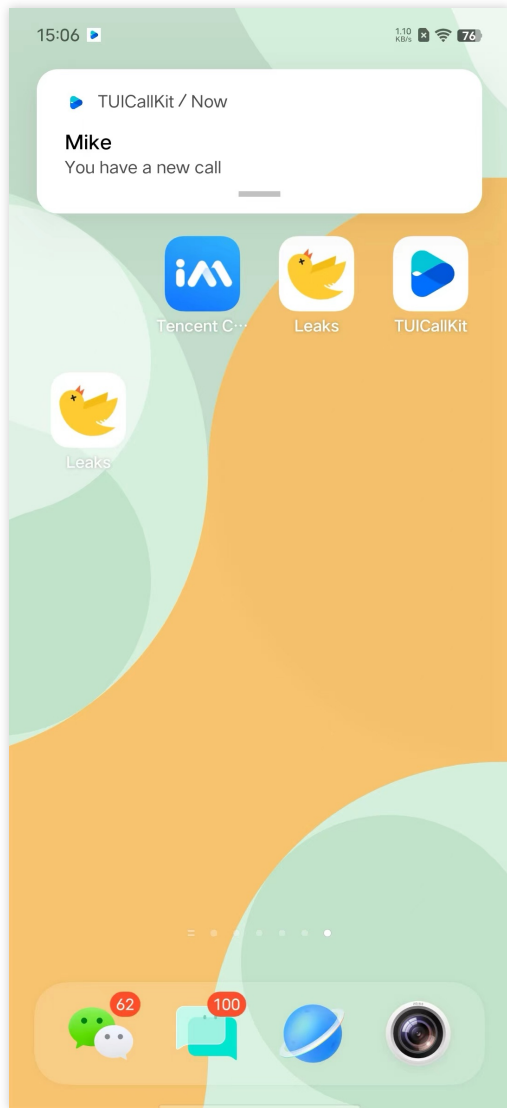 15:06
1.10
KB/s
76
TUICallKit / Now
Mike
You have a new call
im
Tencent C···
Leaks
TUICallKit
Leaks
62
100